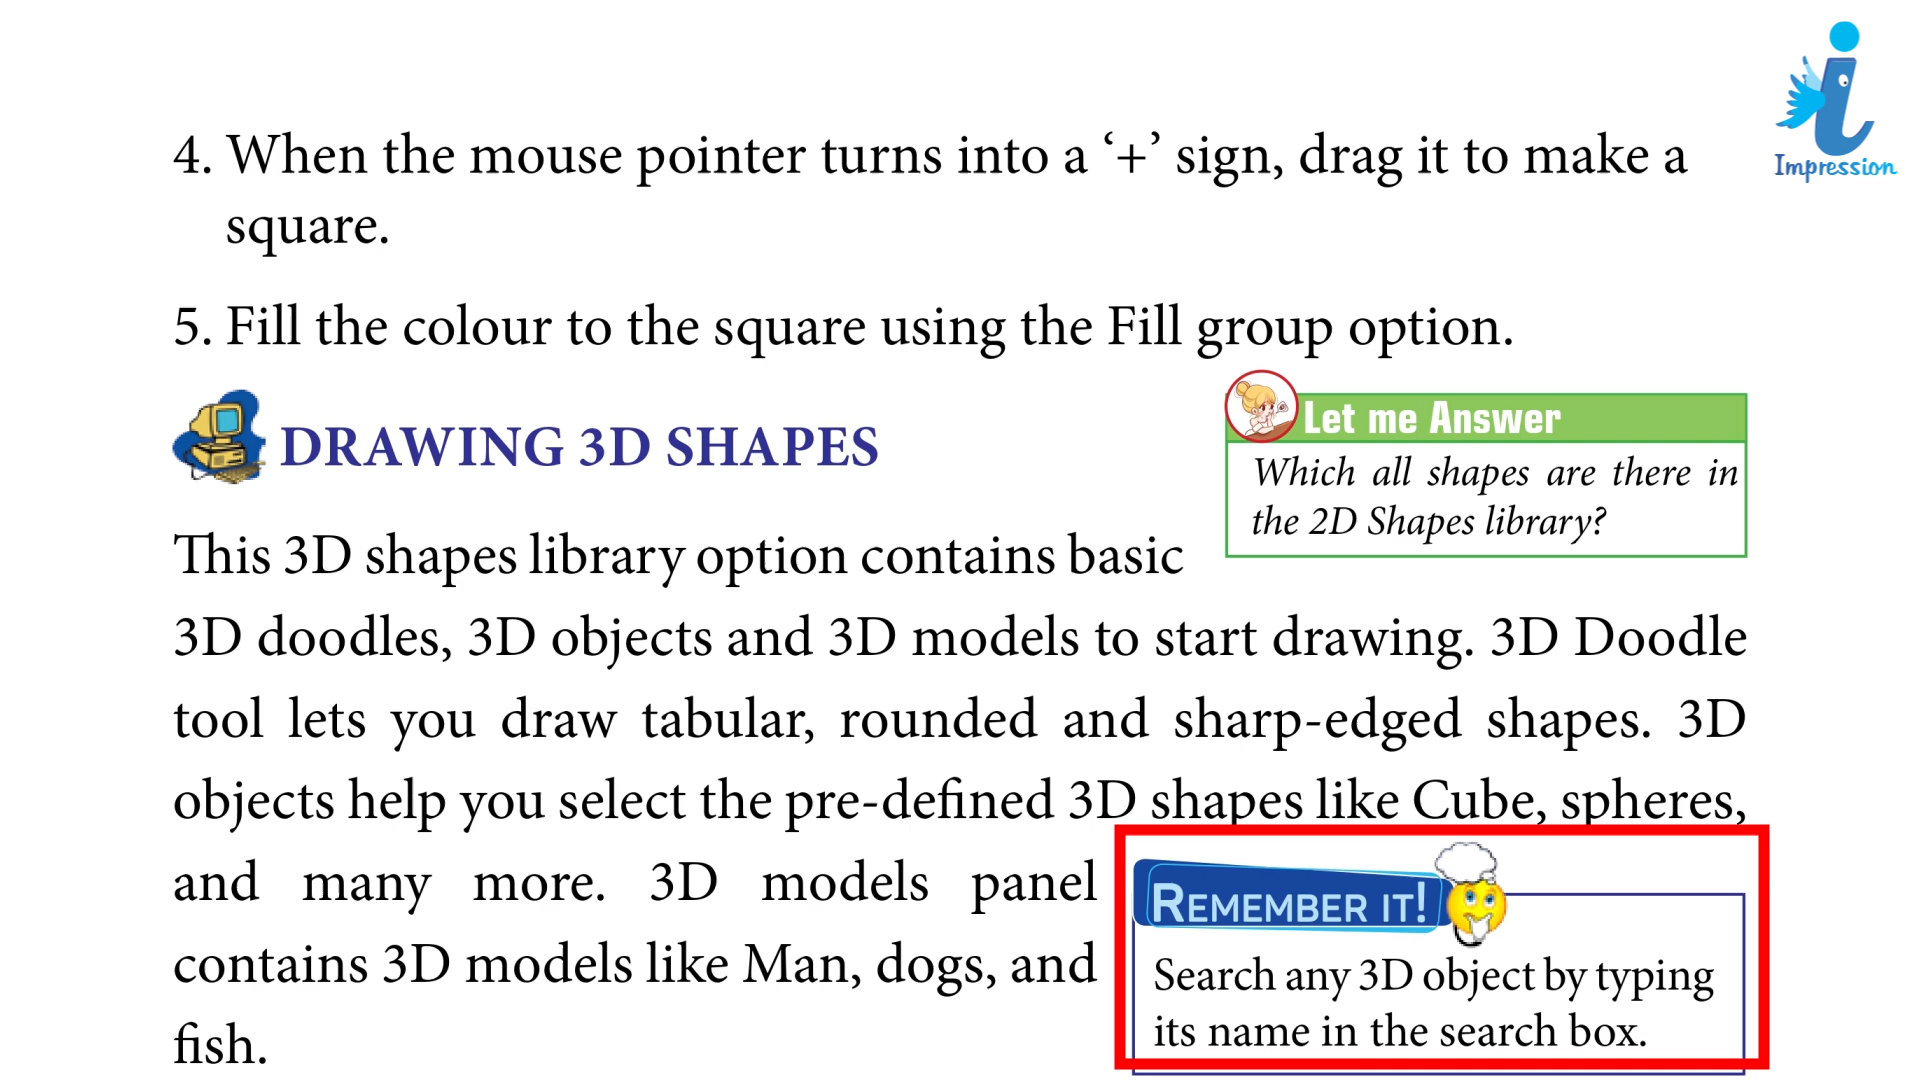 Impression
4. When the mouse pointer turns into a ‘+’ sign, drag it to make a
square.
5. Fill the colour to the square using the Fill group option.
DRAWING 3D SHAPES
Let me Answer
Which all shapes are there in
the 2D Shapes library?
This 3D shapes library option contains basic
3D doodles, 3D objects and 3D models to start drawing. 3D Doodle
tool lets you draw tabular, rounded and sharp-edged shapes. 3D
objects help you select the pre-defined 3D shapes like Cube, spheres,
and many more. 3D models panel
contains 3D models like Man, dogs, and
fish.
REMEMBER IT!
Search any 3D object by typing
its name in the search box.